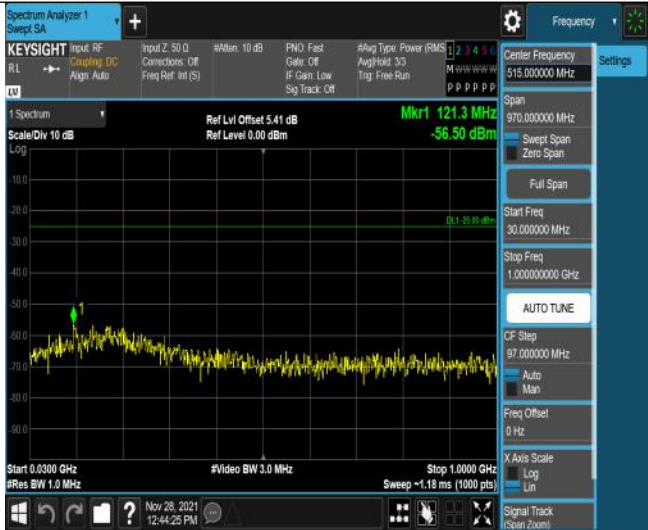 Spectrum Analyzer 1
Swept SA
Frequency
KEYSIGHT
Input: RF
Coupling: DC
Align: Auto
Input Z: 50 Ω
Corrections: Off
Freq Ref: Int (S)
#Atten: 10 dB
PNO: Fast
Gate: Off
IF Gain: Low
Sig Track: Off
#Avg Type: Power (RMS
Avg|Hold: 3/3
Trig: Free Run
1 2 3 4 5 6
M W W W W W
P P P P P P
R L
LV
Center Frequency
515.000000 MHz
Settings
Span
970.000000 MHz
Swept Span
Zero Span
Full Span
Start Freq
30.000000 MHz
Stop Freq
1.000000000 GHz
AUTO TUNE
CF Step
97.000000 MHz
Auto
Man
Freq Offset
0 Hz
X Axis Scale
Log
Lin
Signal Track
(Span Zoom)
1 Spectrum
Scale/Div 10 dB
Log
Ref Lvl Offset 5.41 dB
Ref Level 0.00 dBm
Mkr1 121.3 MHz
-56.50 dBm
-10.0
-20.0
DL1 -25.00 dBm
-30.0
-40.0
-50.0
1
-60.0
-70.0
-80.0
-90.0
Start 0.0300 GHz
#Res BW 1.0 MHz
#Video BW 3.0 MHz
Stop 1.0000 GHz
Sweep ~1.18 ms (1000 pts)
Nov 28, 2021
12:44:25 PM